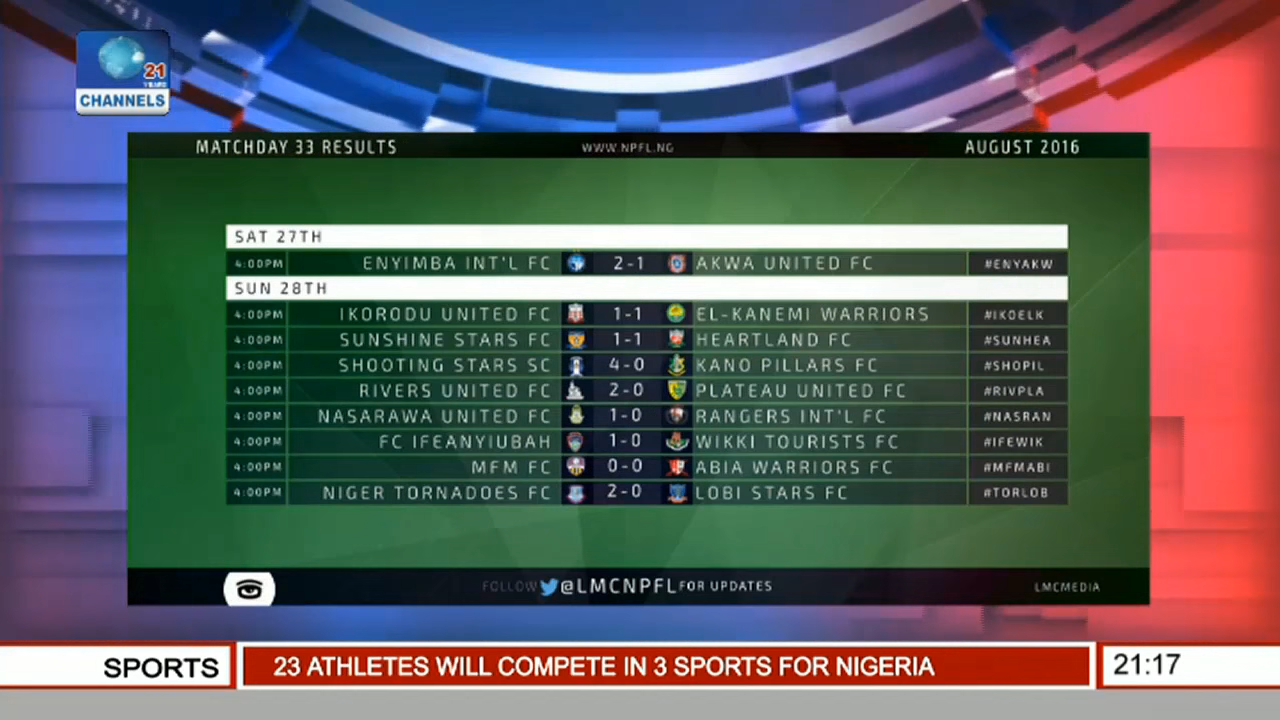 21
YEARS
CHANNELS
MATCHDAY 33 RESULTS WWW.NPFL.NG AUGUST 2016
SAT 27TH
4:00PM ENYIMBA INT'L FC 2-1 AKWA UNITED FC #ENYAKW
SUN 28TH
4:00PM IKORODU UNITED FC 1-1 EL-KANEMI WARRIORS #IKOELK
4:00PM SUNSHINE STARS FC 1-1 HEARTLAND FC #SUNHEA
4:00PM SHOOTING STARS SC 4-0 KANO PILLARS FC #SHOPIL
4:00PM RIVERS UNITED FC 2-0 PLATEAU UNITED FC #RIVPLA
4:00PM NASARAWA UNITED FC 1-0 RANGERS INT'L FC #NASRAN
4:00PM FC IFEANYIUBAH 1-0 WIKKI TOURISTS FC #IFEWIK
4:00PM MFM FC 0-0 ABIA WARRIORS FC #MFMABI
4:00PM NIGER TORNADOES FC 2-0 LOBI STARS FC #TORLOB
FOLLOW @LMCNPFL FOR UPDATES LMCMEDIA
SPORTS 23 ATHLETES WILL COMPETE IN 3 SPORTS FOR NIGERIA 21:17